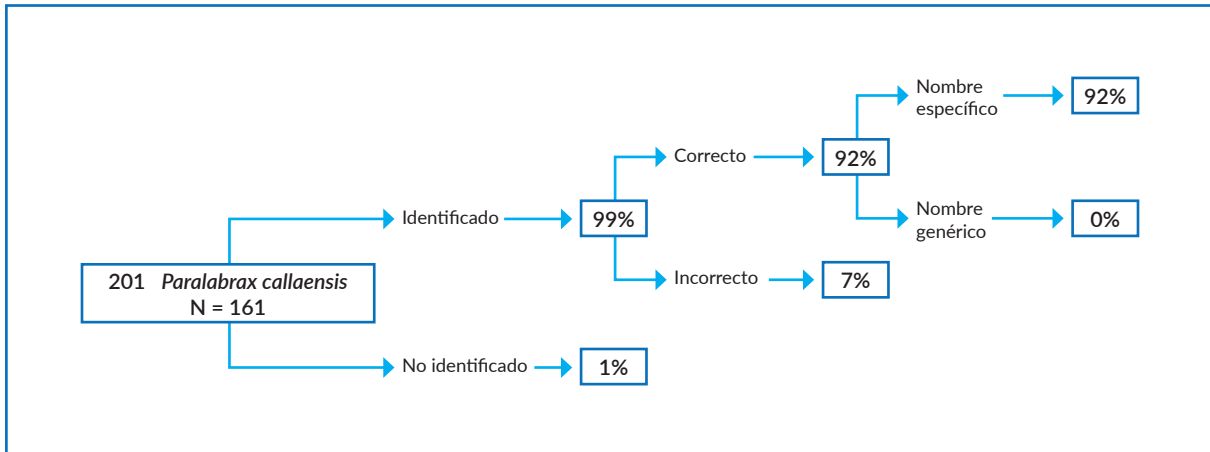 Nombre
específico
92%
Correcto
92%
Identificado
99%
Nombre
genérico
0%
201 Paralabrax callaensis
N = 161
Incorrecto
7%
No identificado
1%